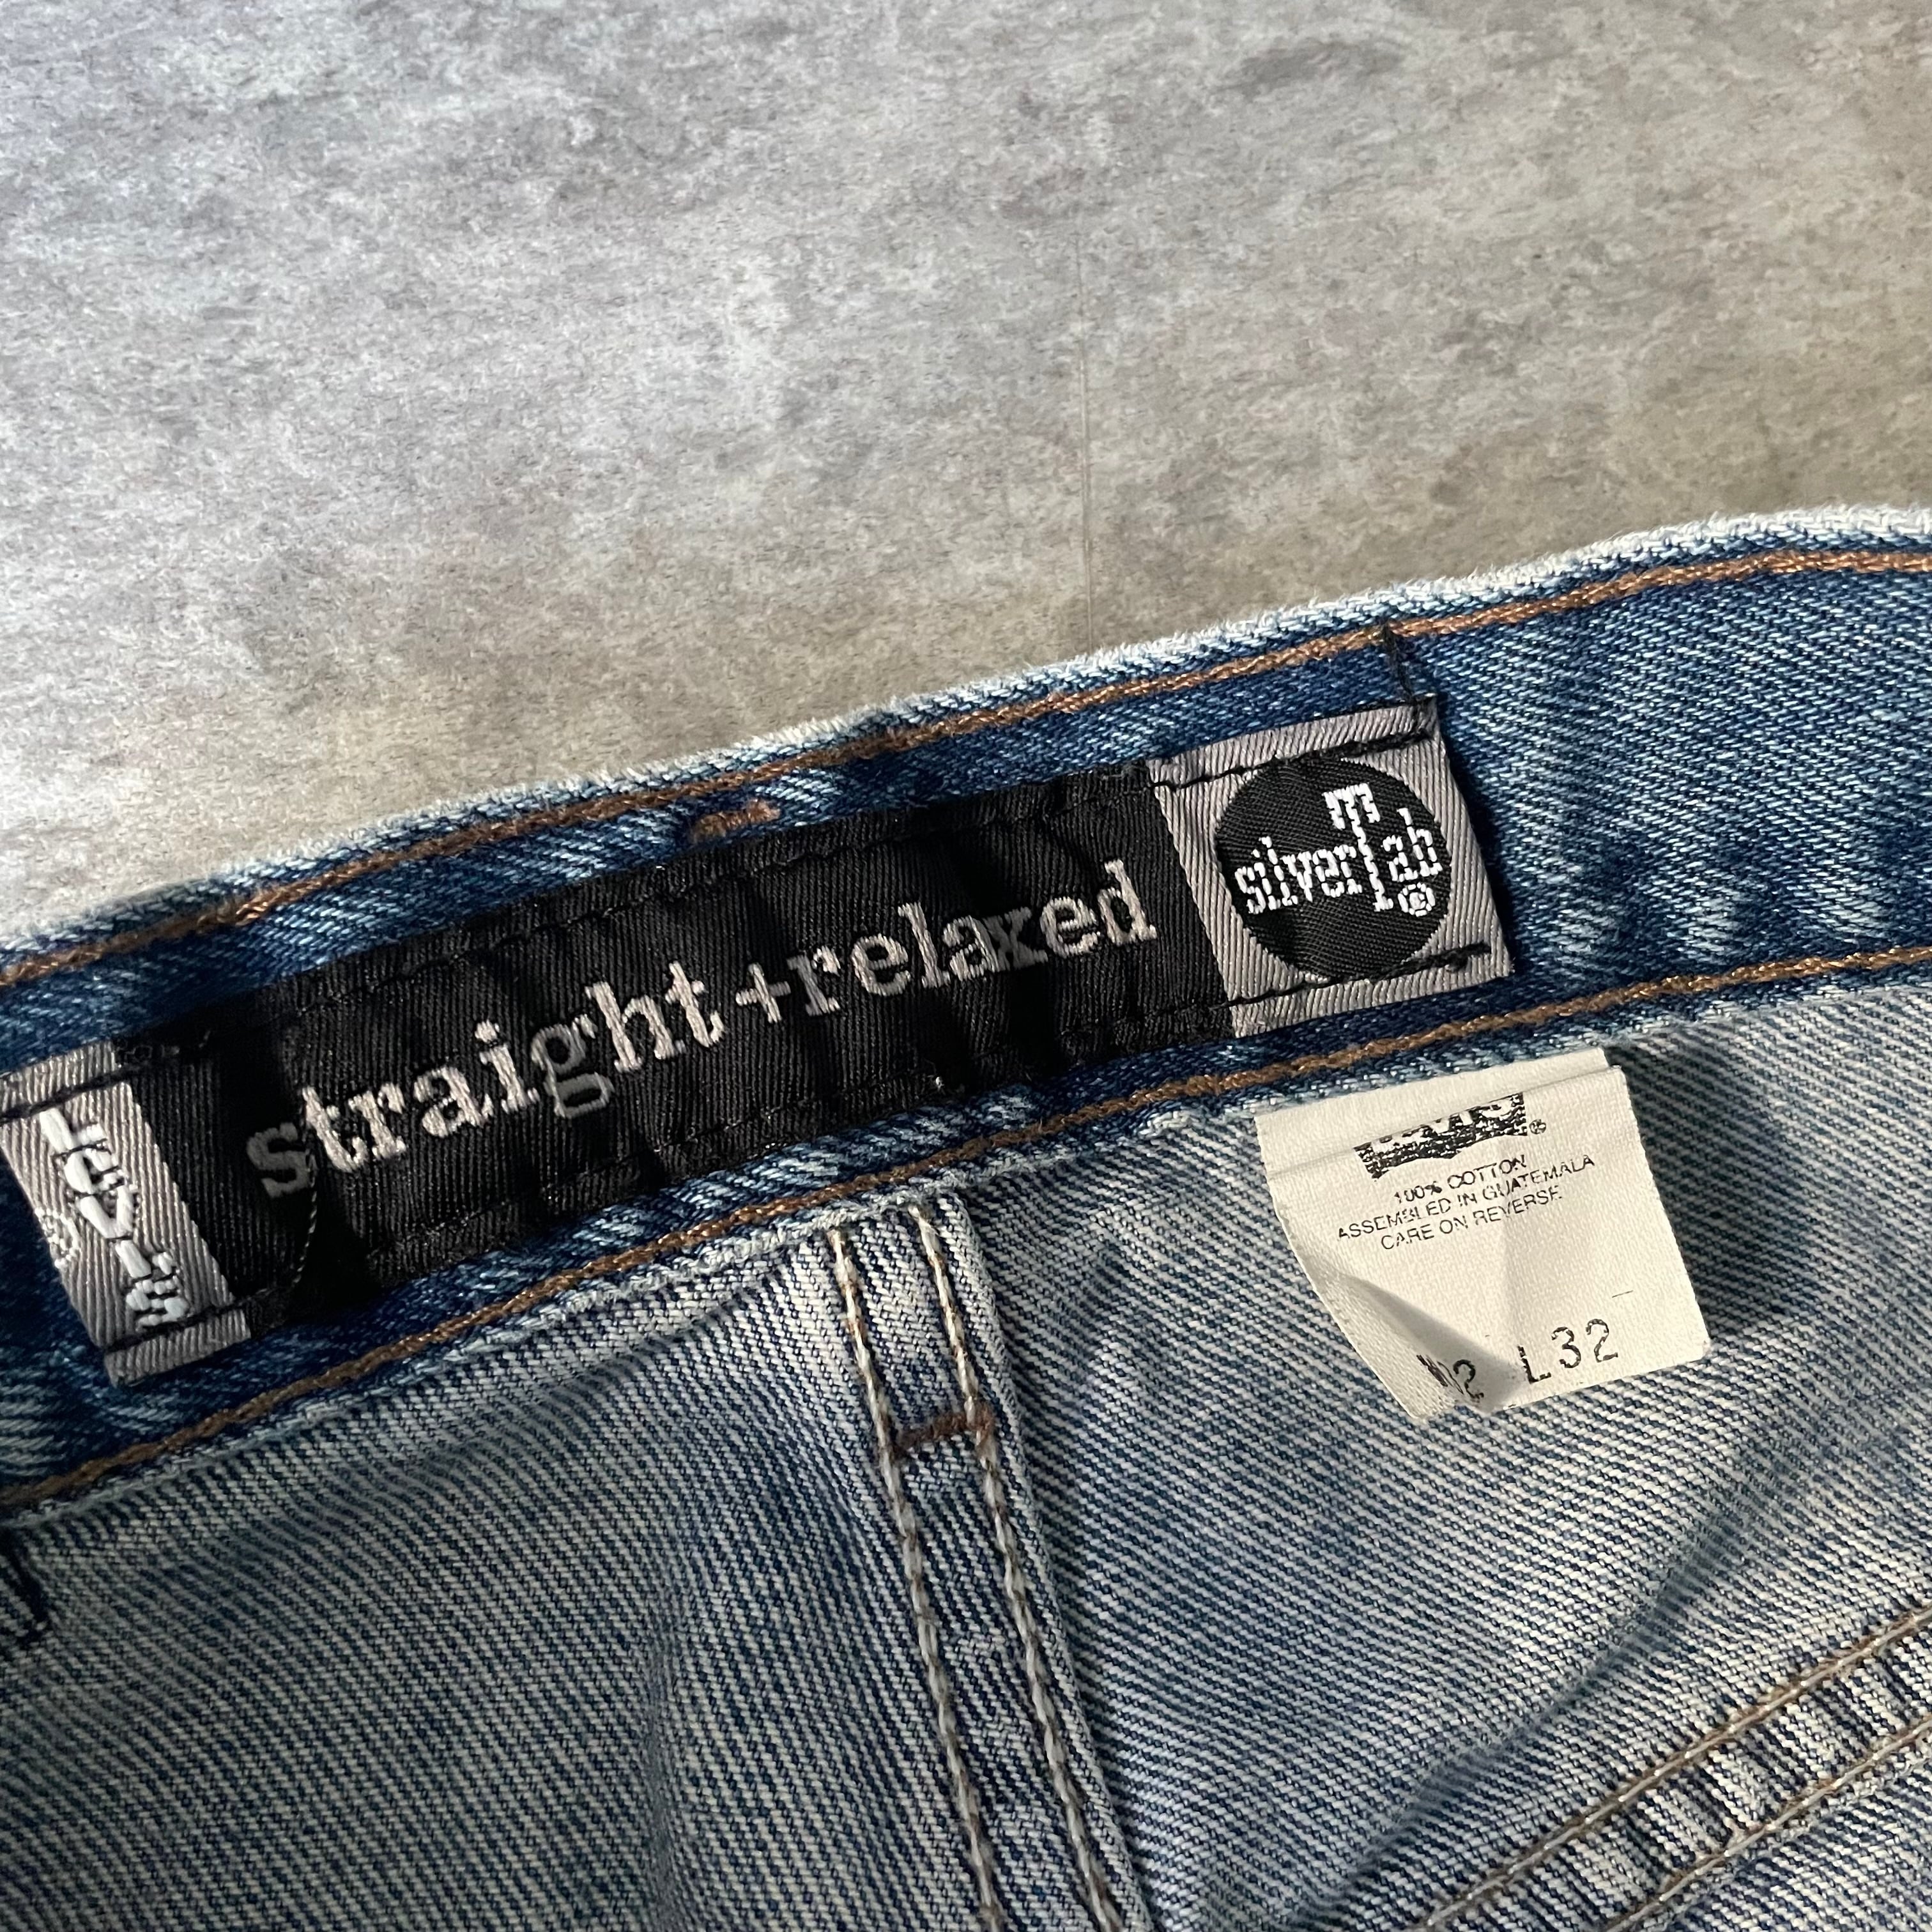 Levi's
®
straight+relaxed
silverTab
®
®
100% COTTON
ASSEMBLED IN GUATEMALA
CARE ON REVERSE
L32